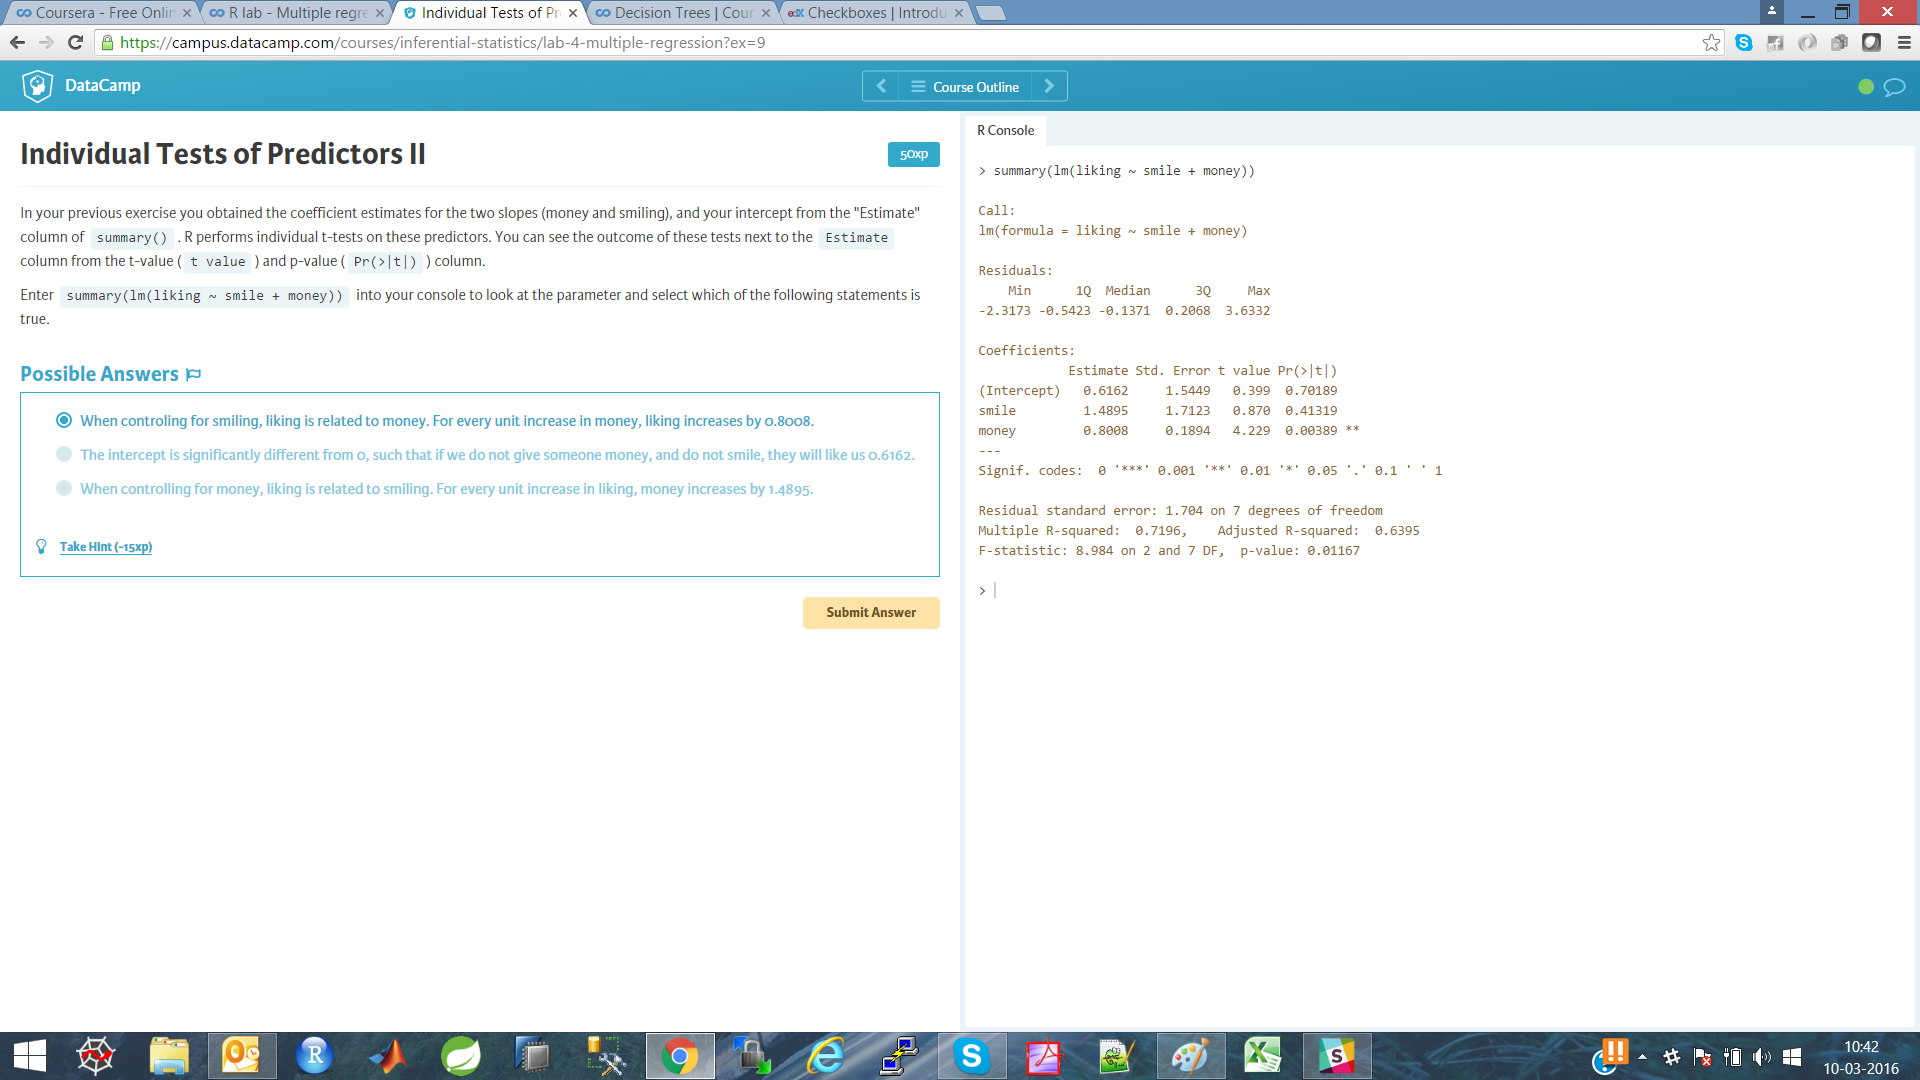 Coursera - Free Onlin
R lab - Multiple regre
Individual Tests of Pr
Decision Trees | Cour
edX Checkboxes | Introdu
https://campus.datacamp.com/courses/inferential-statistics/lab-4-multiple-regression?ex=9
DataCamp
Course Outline
Individual Tests of Predictors II
50xp
In your previous exercise you obtained the coefficient estimates for the two slopes (money and smiling), and your intercept from the "Estimate"
column of summary() . R performs individual t-tests on these predictors. You can see the outcome of these tests next to the Estimate
column from the t-value ( t value ) and p-value ( Pr(>|t|) ) column.
Enter summary(lm(liking ~ smile + money)) into your console to look at the parameter and select which of the following statements is
true.
Possible Answers
When controling for smiling, liking is related to money. For every unit increase in money, liking increases by 0.8008.
The intercept is significantly different from 0, such that if we do not give someone money, and do not smile, they will like us 0.6162.
When controlling for money, liking is related to smiling. For every unit increase in liking, money increases by 1.4895.
Take Hint (-15xp)
Submit Answer
R Console
> summary(lm(liking ~ smile + money))
Call:
lm(formula = liking ~ smile + money)
Residuals:
Min 1Q Median 3Q Max
-2.3173 -0.5423 -0.1371 0.2068 3.6332
Coefficients:
Estimate Std. Error t value Pr(>|t|)
(Intercept) 0.6162 1.5449 0.399 0.70189
smile 1.4895 1.7123 0.870 0.41319
money 0.8008 0.1894 4.229 0.00389 **
---
Signif. codes: 0 '***' 0.001 '**' 0.01 '*' 0.05 '.' 0.1 ' ' 1
Residual standard error: 1.704 on 7 degrees of freedom
Multiple R-squared: 0.7196, Adjusted R-squared: 0.6395
F-statistic: 8.984 on 2 and 7 DF, p-value: 0.01167
>
10:42
10-03-2016